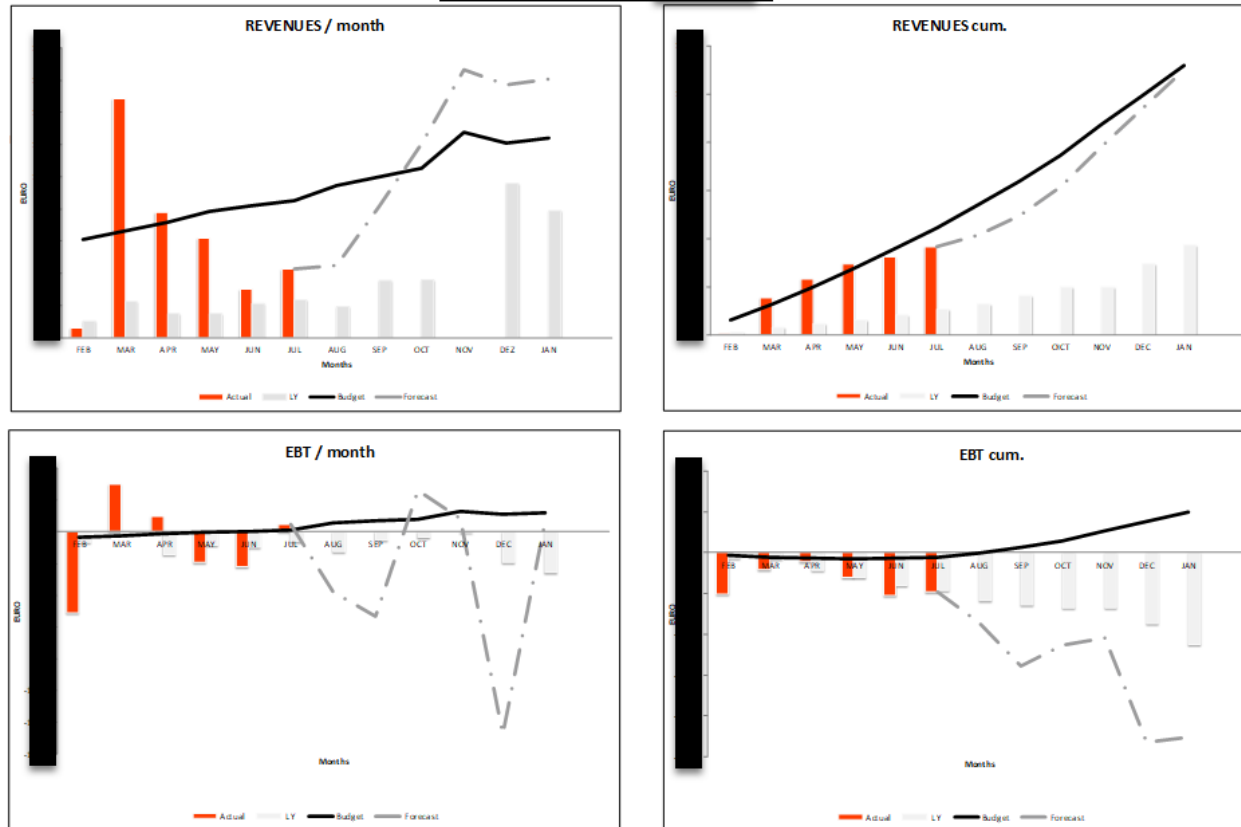 REVENUES / month
EURO
FEB MAR APR MAY JUN JUL AUG SEP OCT NOV DEZ JAN
Months
Actual LY Budget Forecast
REVENUES cum.
EURO
FEB MAR APR MAY JUN JUL AUG SEP OCT NOV DEC JAN
Months
Actual LY Budget Forecast
EBT / month
EURO
FEB MAR APR MAY JUN JUL AUG SEP OCT NOV DEC JAN
Months
Actual LY Budget Forecast
EBT cum.
FEB MAR APR MAY JUN JUL AUG SEP OCT NOV DEC JAN
Months
Actual LY Budget Forecast